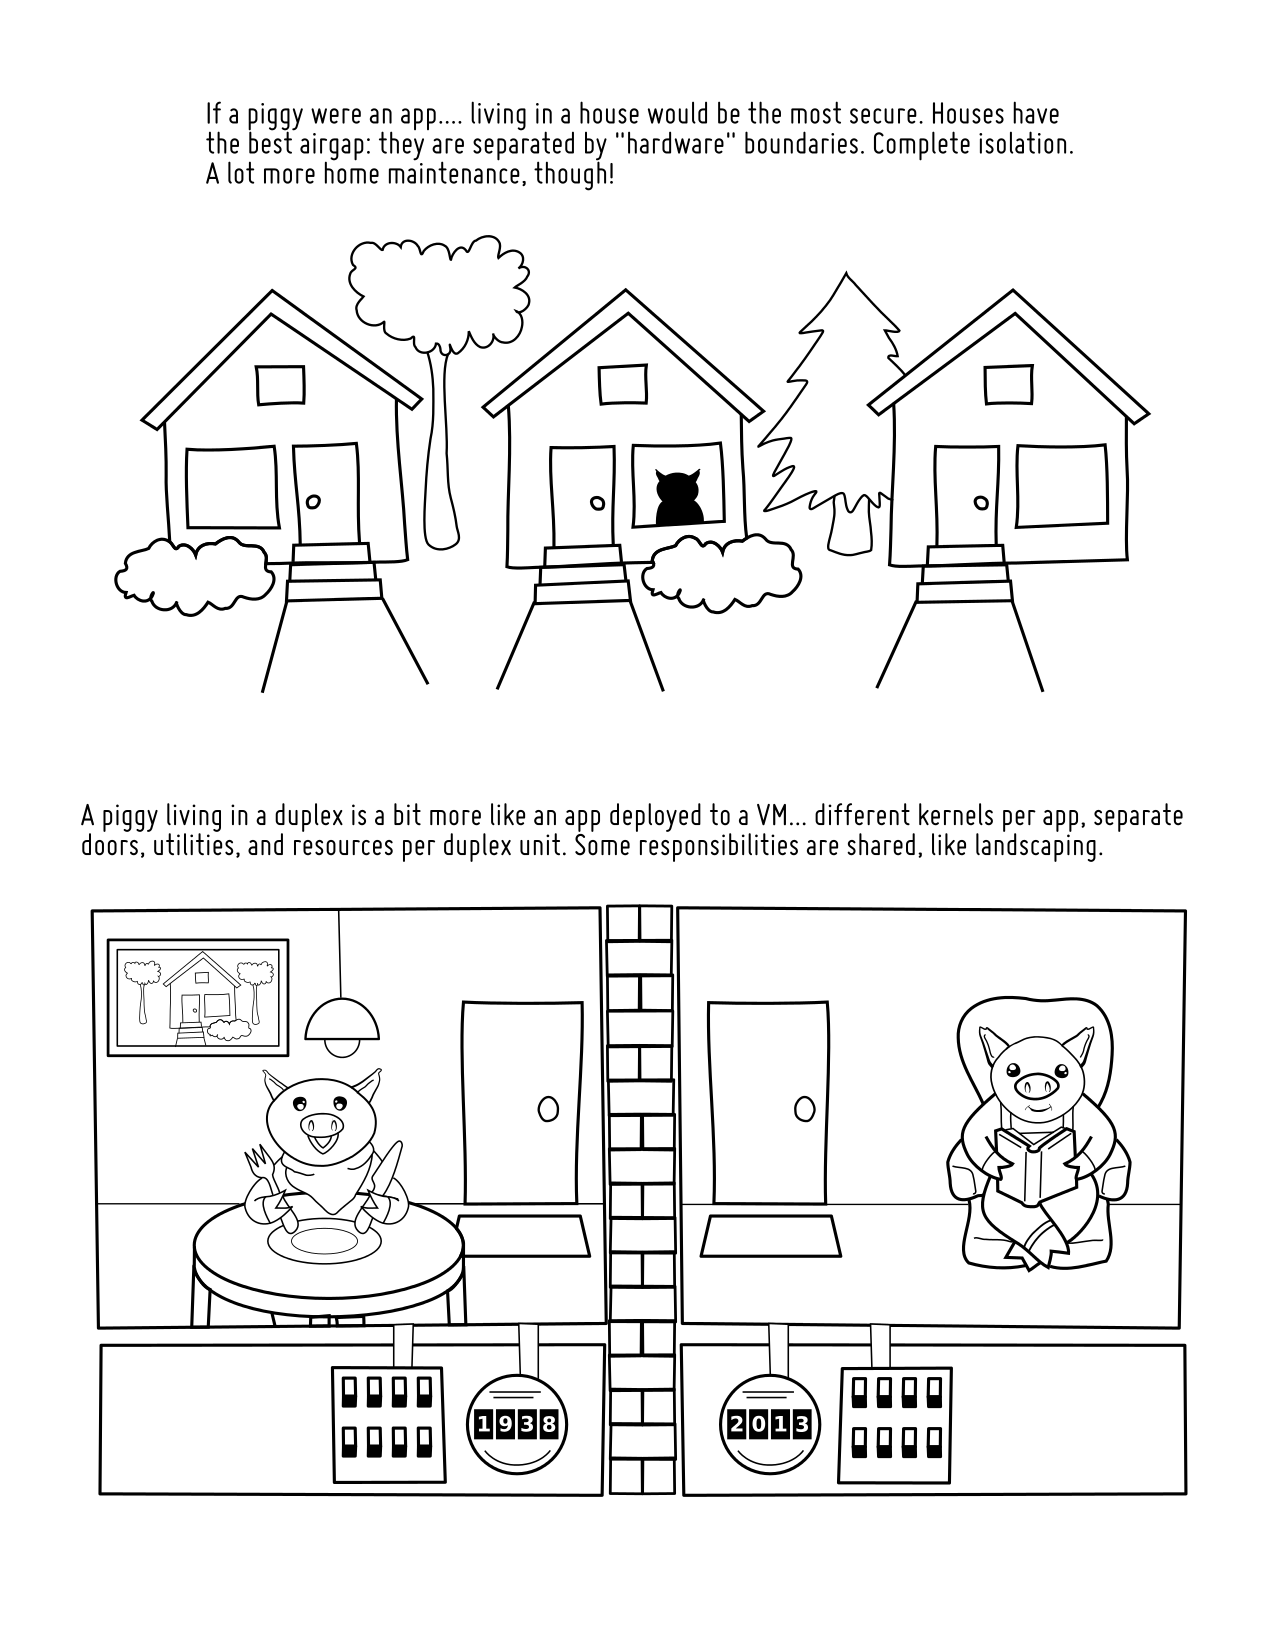 If a piggy were an app.... living in a house would be the most secure. Houses have
the best airgap: they are separated by "hardware" boundaries. Complete isolation.
A lot more home maintenance, though!
A piggy living in a duplex is a bit more like an app deployed to a VM... different kernels per app, separate
doors, utilities, and resources per duplex unit. Some responsibilities are shared, like landscaping.
1938
2013